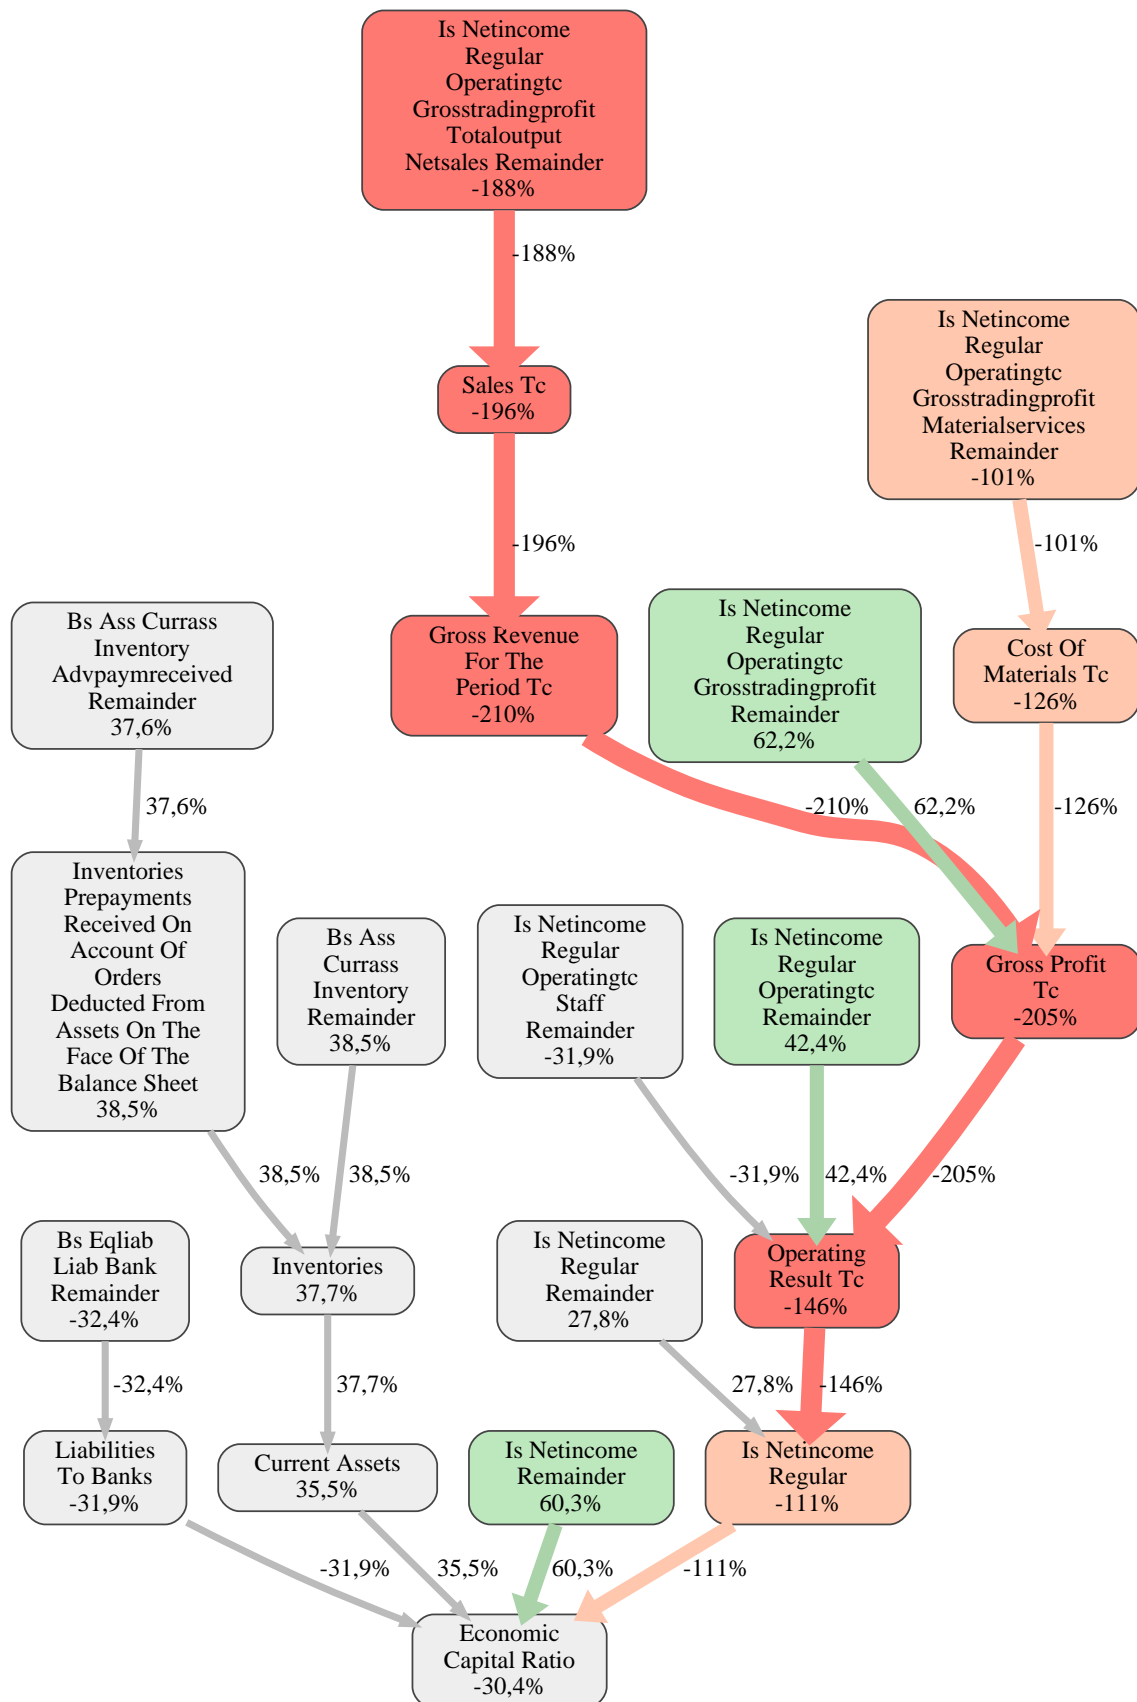 Is Netincome
Regular
Operatingtc
Grosstradingprofit
Totaloutput
Netsales Remainder
-188%
-188%
Is Netincome
Regular
Operatingtc
Grosstradingprofit
Materialservices
Remainder
-101%
Sales Tc
-196%
-196%
-101%
Bs Ass Currass
Inventory
Advpaymreceived
Remainder
37,6%
Gross Revenue
For The
Period Tc
-210%
Is Netincome
Regular
Operatingtc
Grosstradingprofit
Remainder
62,2%
Cost Of
Materials Tc
-126%
37,6%
-210%
62,2%
-126%
Inventories
Prepayments
Received On
Account Of
Orders
Deducted From
Assets On The
Face Of The
Balance Sheet
38,5%
Bs Ass
Currass
Inventory
Remainder
38,5%
Is Netincome
Regular
Operatingtc
Staff
Remainder
-31,9%
Is Netincome
Regular
Operatingtc
Remainder
42,4%
Gross Profit
Tc
-205%
38,5%
38,5%
-31,9%
42,4%
-205%
Bs Eqliab
Liab Bank
Remainder
-32,4%
Inventories
37,7%
Is Netincome
Regular
Remainder
27,8%
Operating
Result Tc
-146%
-32,4%
37,7%
27,8%
-146%
Liabilities
To Banks
-31,9%
Current Assets
35,5%
Is Netincome
Remainder
60,3%
Is Netincome
Regular
-111%
-31,9%
35,5%
60,3%
-111%
Economic
Capital Ratio
-30,4%